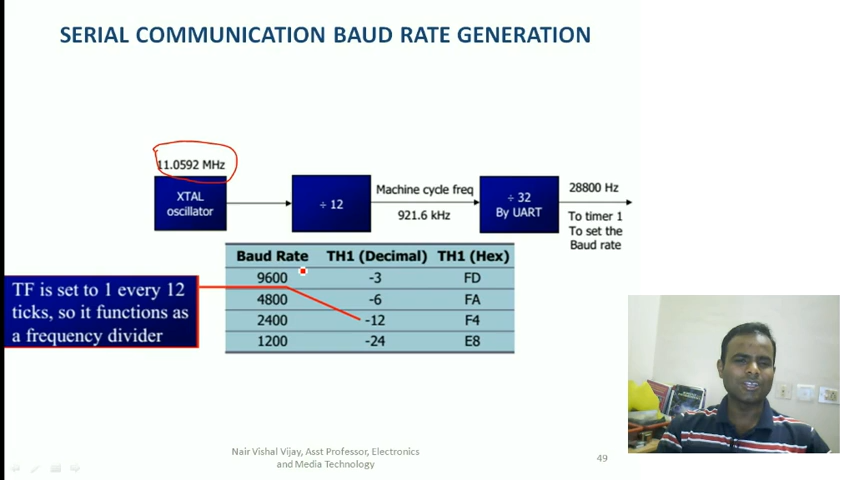 SERIAL COMMUNICATION BAUD RATE GENERATION
11.0592 MHz
XTAL
oscillator
÷ 12
Machine cycle freq
921.6 kHz
÷ 32
By UART
28800 Hz
To timer 1
To set the
Baud rate
Baud Rate TH1 (Decimal) TH1 (Hex)
9600 -3 FD
4800 -6 FA
2400 -12 F4
1200 -24 E8
TF is set to 1 every 12
ticks, so it functions as
a frequency divider
Nair Vishal Vijay, Asst Professor, Electronics
and Media Technology
49